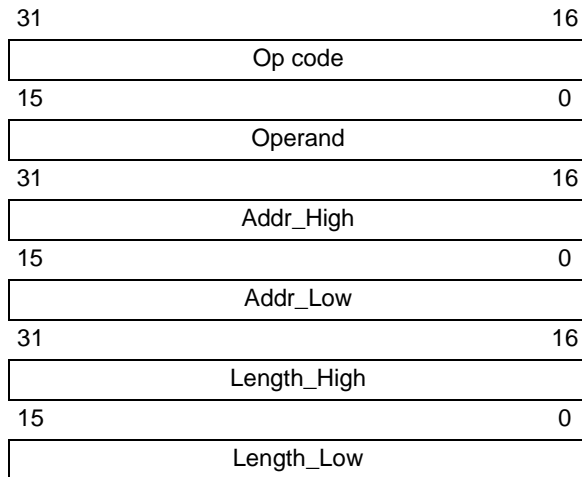 31 16
Op code
15 0
Operand
31 16
Addr_High
15 0
Addr_Low
31 16
Length_High
15 0
Length_Low